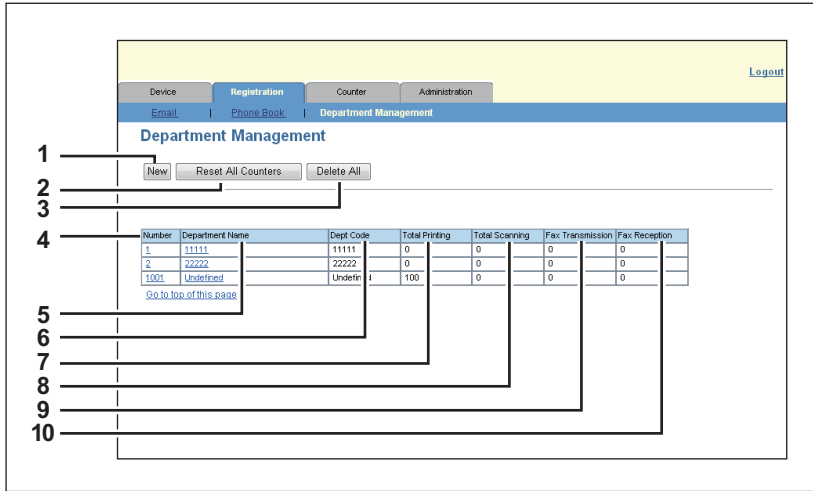 Logout
Device Registration Counter Administration
Email | Phone Book | Department Management
Department Management
1
New Reset All Counters Delete All
2
3
4
Number Department Name Dept Code Total Printing Total Scanning Fax Transmission Fax Reception
1 11111 11111 0 0 0 0
2 22222 22222 0 0 0 0
1001 Undefined Undefined 100 0 0 0
Go to top of this page
5
6
7
8
9
10